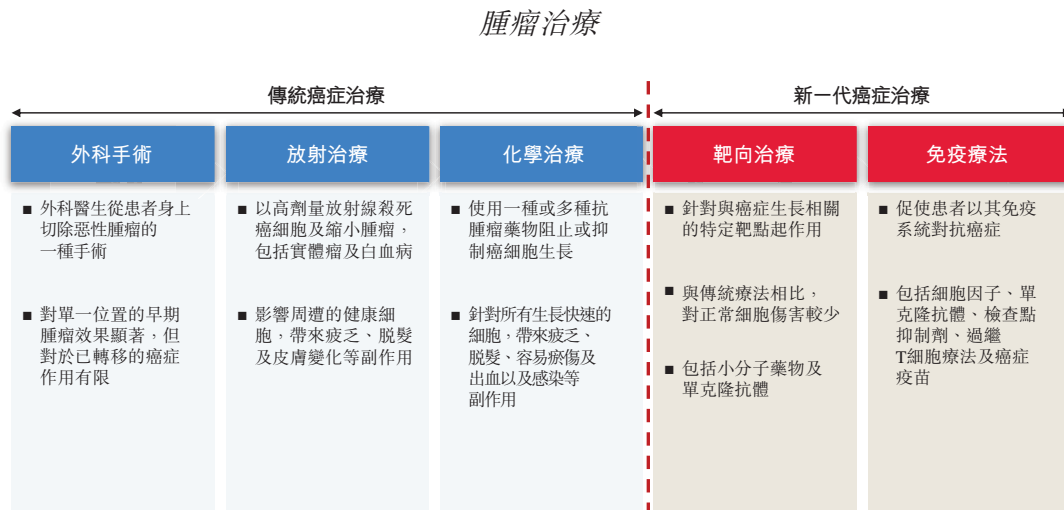 腫瘤治療
傳統癌症治療
新一代癌症治療
外科手術
放射治療
化學治療
靶向治療
免疫療法
■ 外科醫生從患者身上
切除惡性腫瘤的
一種手術
■ 對單一位置的早期
腫瘤效果顯著，但
對於已轉移的癌症
作用有限
■ 以高劑量放射線殺死
癌細胞及縮小腫瘤，
包括實體瘤及白血病
■ 影響周遭的健康細
胞，帶來疲乏、脱髮
及皮膚變化等副作用
■ 使用一種或多種抗
腫瘤藥物阻止或抑
制癌細胞生長
■ 針對所有生長快速的
細胞，帶來疲乏、
脱髮、容易瘀傷及
出血以及感染等
副作用
■ 針對與癌症生長相關
的特定靶點起作用
■ 與傳統療法相比，
對正常細胞傷害較少
■ 包括小分子藥物及
單克隆抗體
■ 促使患者以其免疫
系統對抗癌症
■ 包括細胞因子、單
克隆抗體、檢查點
抑制劑、過繼
T細胞療法及癌症
疫苗